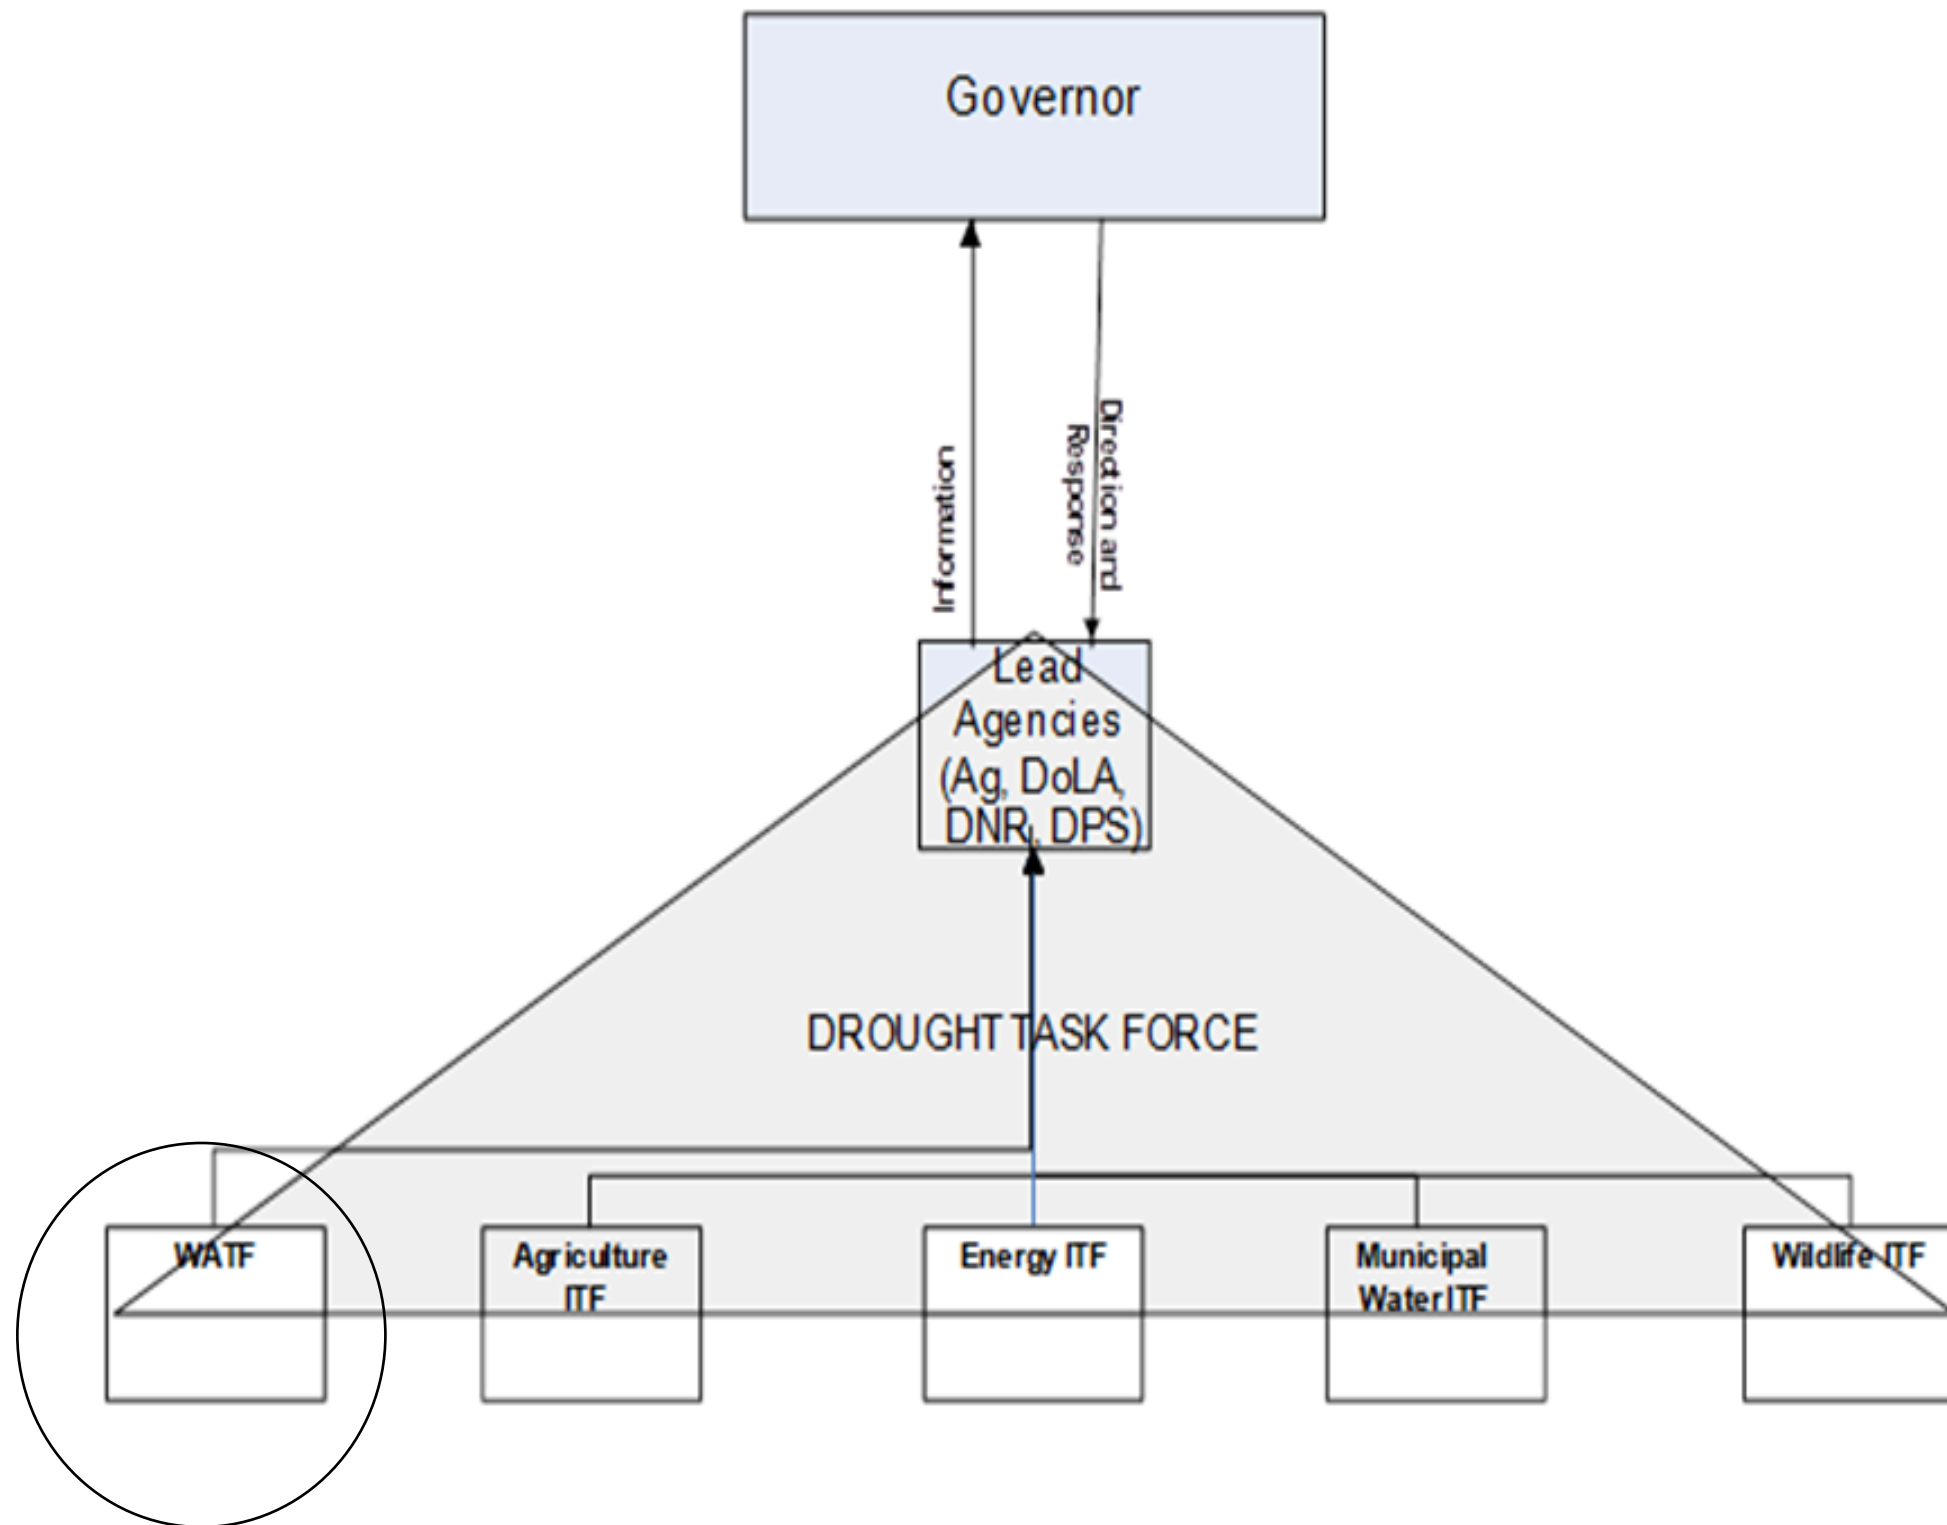 Governor
Information
Direction and
Response
Lead
Agencies
(Ag, DoLA,
DNR, DPS)
DROUGHT TASK FORCE
WATF
Agriculture
ITF
Energy ITF
Municipal
Water ITF
Wildlife ITF